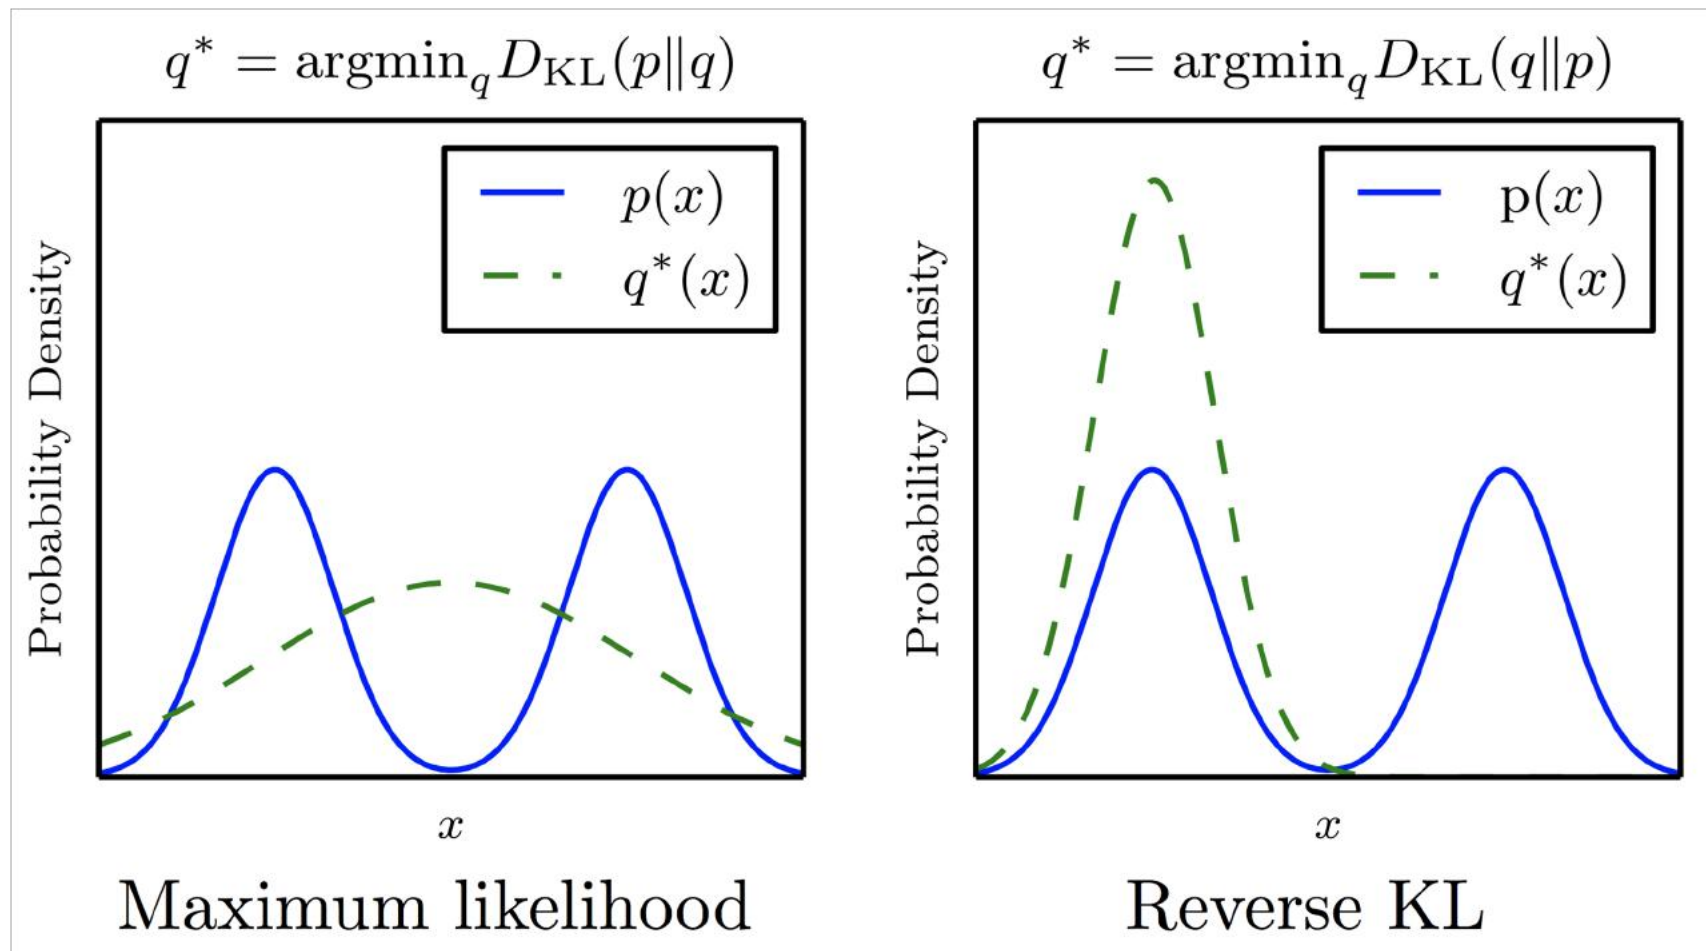 q* = argmin_q D_KL(p‖q)
p(x)
q*(x)
Probability Density
x
Maximum likelihood
q* = argmin_q D_KL(q‖p)
p(x)
q*(x)
Probability Density
x
Reverse KL